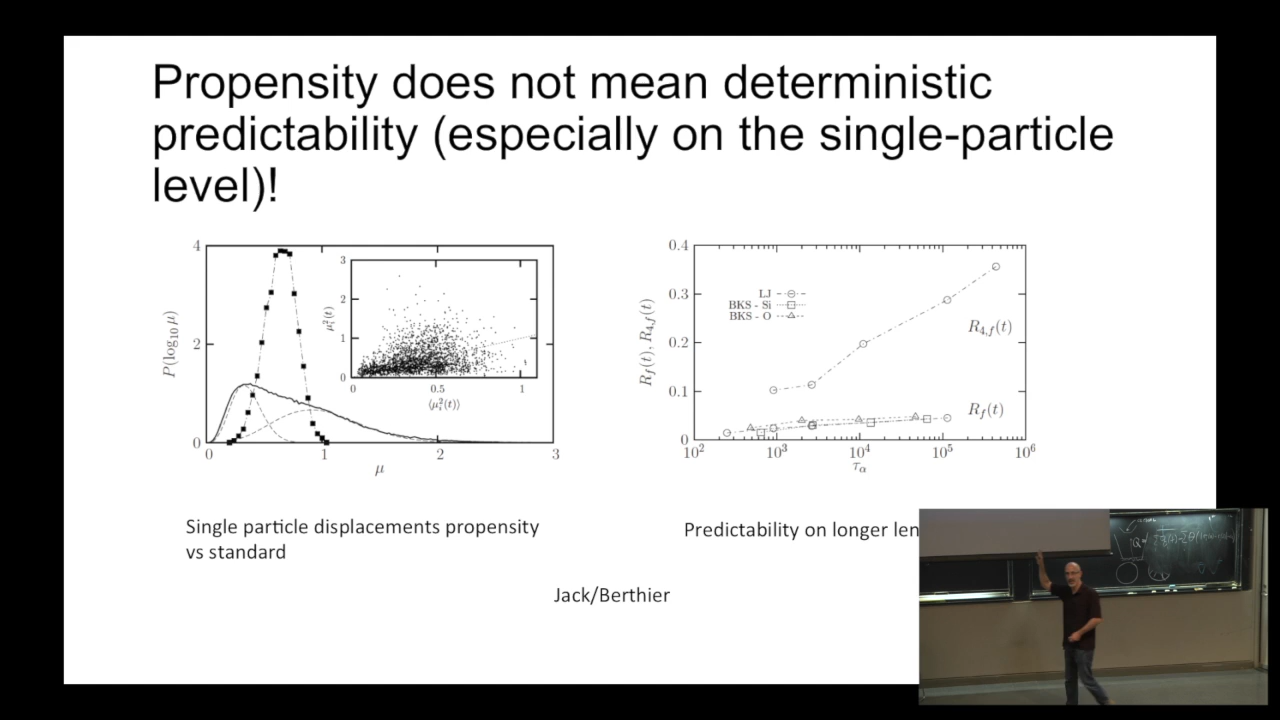 Propensity does not mean deterministic
predictability (especially on the single-particle
level)!
4
2
0
0
1
2
3
P(log₁₀ μ)
μ
3
2
1
0
0
0.5
1
μᵢ²(t)
⟨μᵢ²(t)⟩
0.4
0.3
0.2
0.1
0
10²
10³
10⁴
10⁵
10⁶
R_f(t), R_{4,f}(t)
τ_α
LJ
BKS - Si
BKS - O
R_{4,f}(t)
R_f(t)
Single particle displacements propensity
vs standard
Predictability on longer len
Jack/Berthier